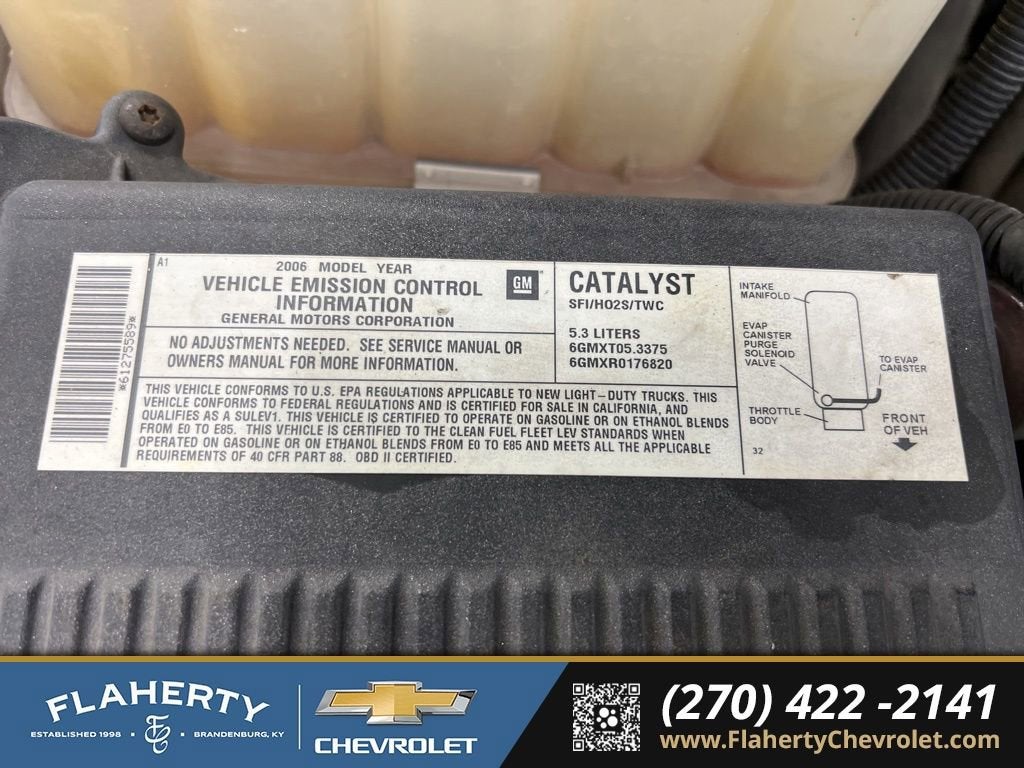 *61275589*
A1
2006 MODEL YEAR
VEHICLE EMISSION CONTROL
INFORMATION
GENERAL MOTORS CORPORATION
GM
NO ADJUSTMENTS NEEDED. SEE SERVICE MANUAL OR
OWNERS MANUAL FOR MORE INFORMATION.
CATALYST
SFI/HO2S/TWC
5.3 LITERS
6GMXT05.3375
6GMXR0176820
THIS VEHICLE CONFORMS TO U.S. EPA REGULATIONS APPLICABLE TO NEW LIGHT-DUTY TRUCKS. THIS
VEHICLE CONFORMS TO FEDERAL REGULATIONS AND IS CERTIFIED FOR SALE IN CALIFORNIA, AND
QUALIFIES AS A SULEV1. THIS VEHICLE IS CERTIFIED TO OPERATE ON GASOLINE OR ON ETHANOL BLENDS
FROM E0 TO E85. THIS VEHICLE IS CERTIFIED TO THE CLEAN FUEL FLEET LEV STANDARDS WHEN
OPERATED ON GASOLINE OR ON ETHANOL BLENDS FROM E0 TO E85 AND MEETS ALL THE APPLICABLE
REQUIREMENTS OF 40 CFR PART 88. OBD II CERTIFIED.
INTAKE
MANIFOLD
EVAP
CANISTER
PURGE
SOLENOID
VALVE
TO EVAP
CANISTER
THROTTLE
BODY
FRONT
OF VEH
32
FLAHERTY
ESTABLISHED 1998 • • BRANDENBURG, KY
CHEVROLET
(270) 422 -2141
www.FlahertyChevrolet.com